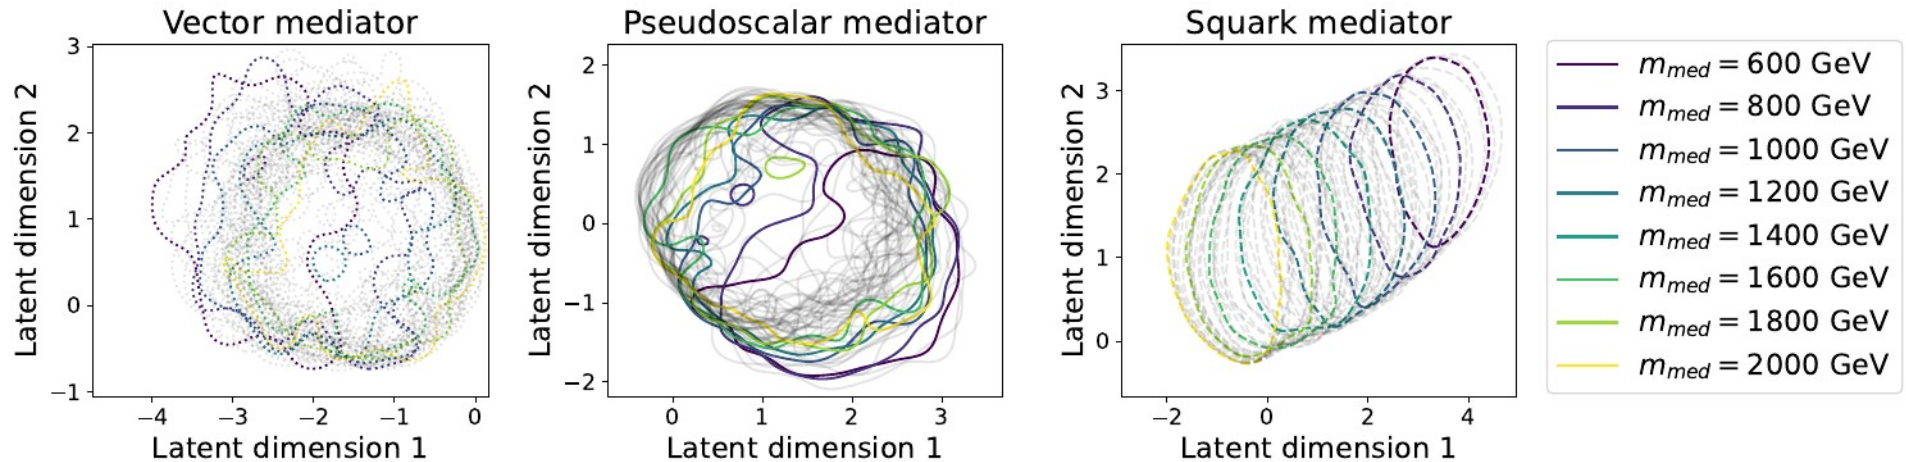 Vector mediator
3
2
1
0
−1
−4
−3
−2
−1
0
Latent dimension 1
Latent dimension 2
Pseudoscalar mediator
2
1
0
−1
−2
0
1
2
3
Latent dimension 1
Latent dimension 2
Squark mediator
3
2
1
0
−2
0
2
4
Latent dimension 1
Latent dimension 2
m_med = 600 GeV
m_med = 800 GeV
m_med = 1000 GeV
m_med = 1200 GeV
m_med = 1400 GeV
m_med = 1600 GeV
m_med = 1800 GeV
m_med = 2000 GeV